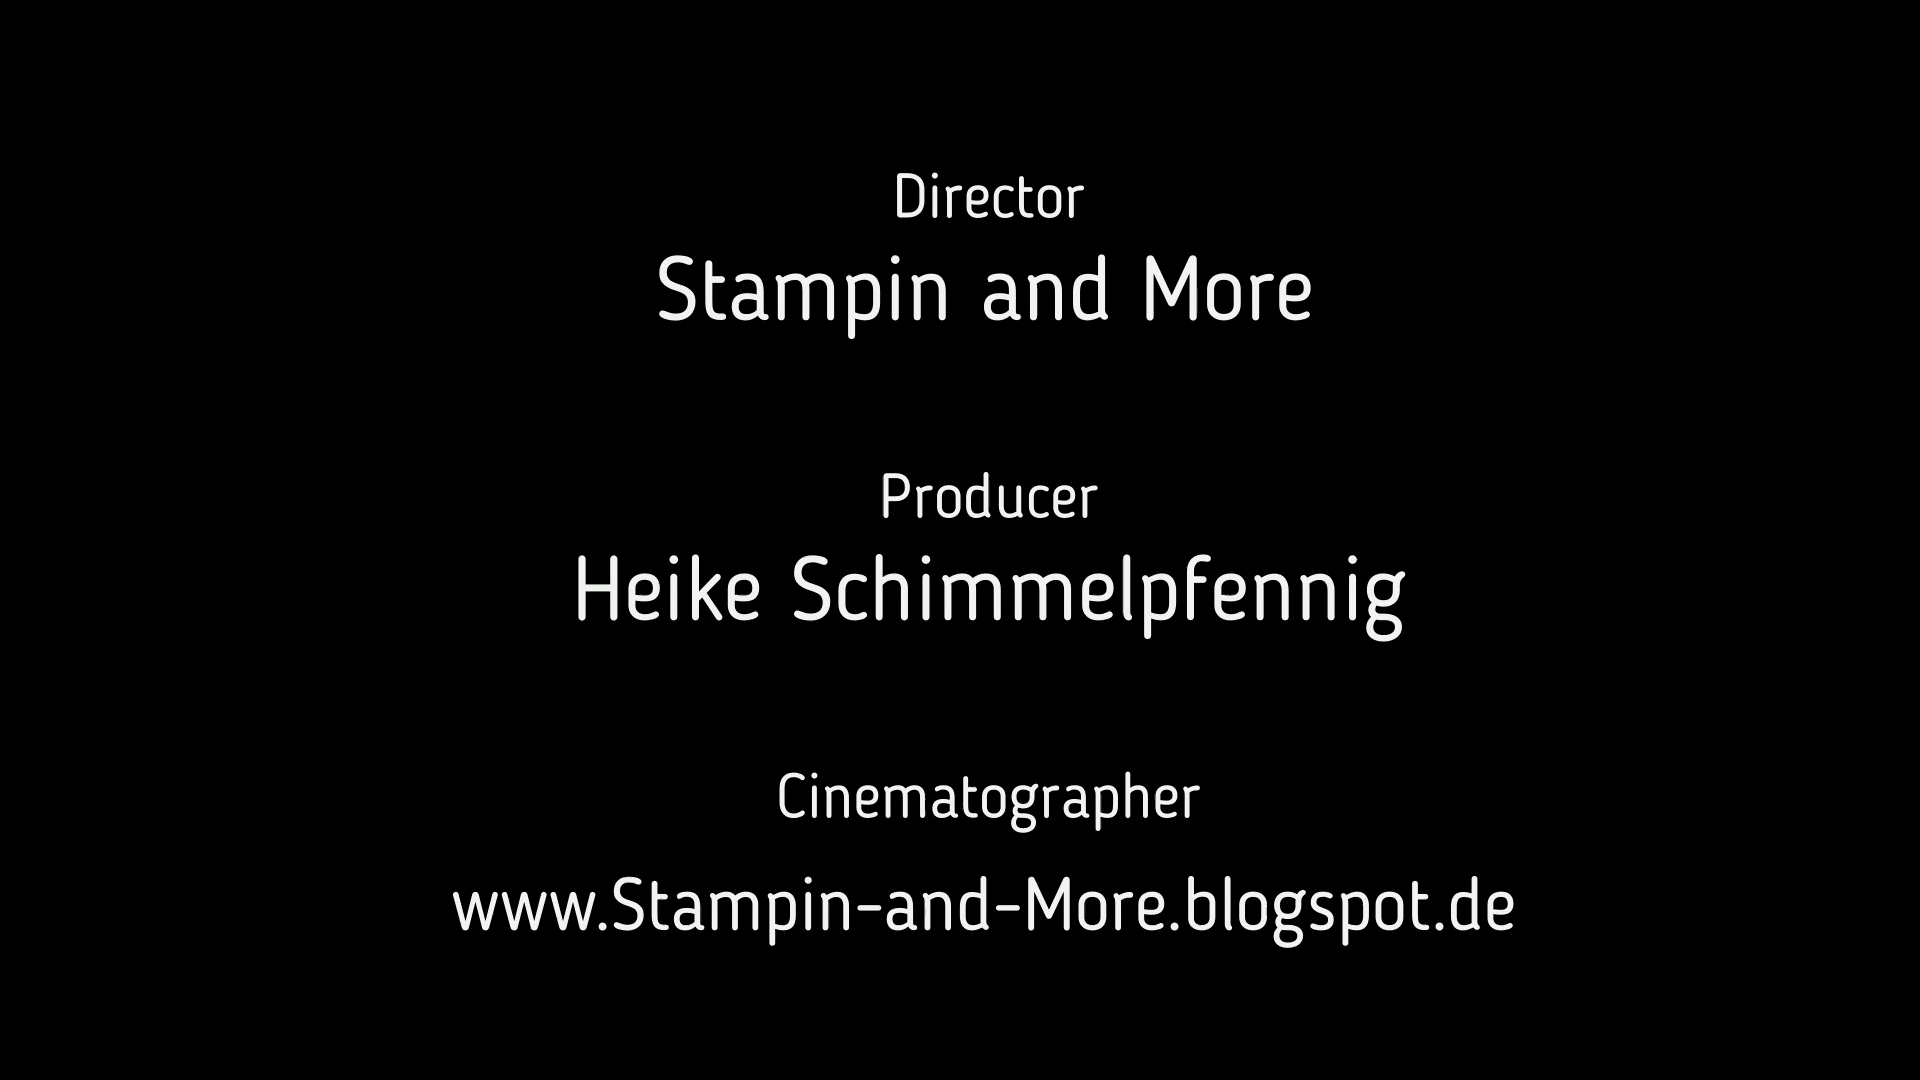 Director
Stampin and More
Producer
Heike Schimmelpfennig
Cinematographer
www.Stampin-and-More.blogspot.de